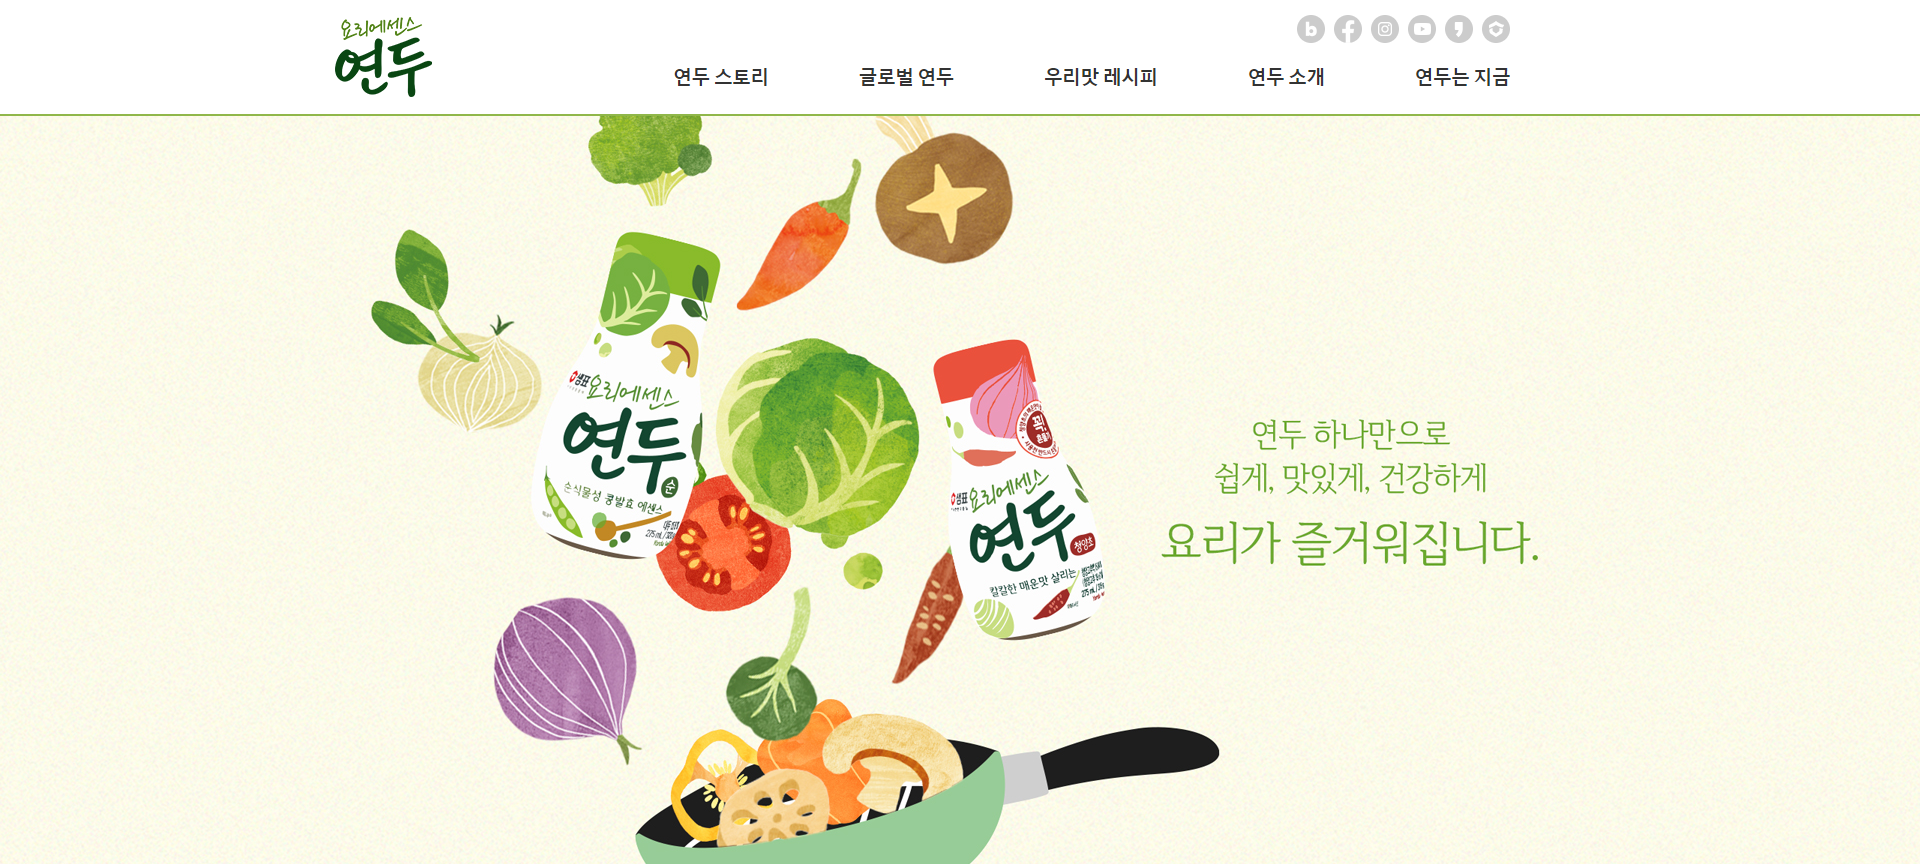 요리에센스
연두
연두 스토리
글로벌 연두
우리맛 레시피
연두 소개
연두는 지금
샘표
요리에센스
연두
순
순식물성 콩발효 에센스
275 mL
꼭!
샘표
요리에센스
연두
청양초
칼칼한 매운맛 살리는
275 mL
연두 하나만으로
쉽게, 맛있게, 건강하게
요리가 즐거워집니다.